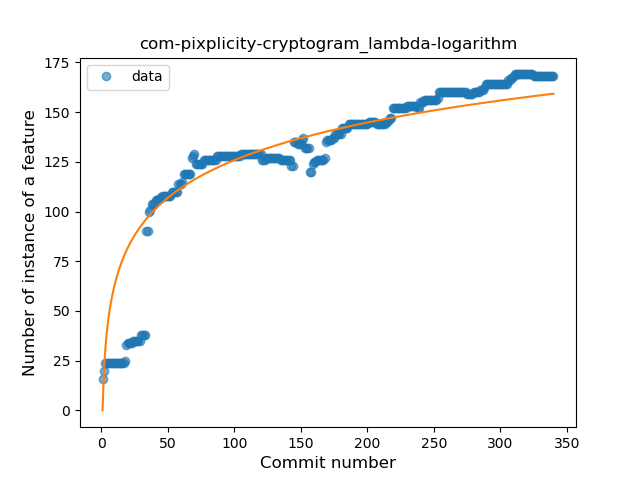 com-pixplicity-cryptogram_lambda-logarithm
data
Number of instance of a feature
175
150
125
100
75
50
25
0
0 50 100 150 200 250 300 350
Commit number